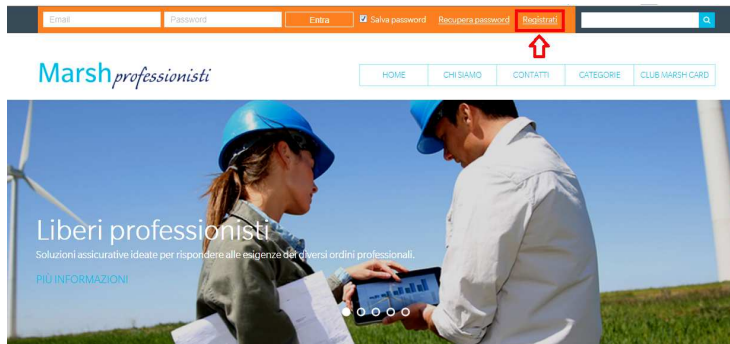 Email Password Entra Salva password Recupera password Registrati
Marsh professionisti
HOME CHI SIAMO CONTATTI CATEGORIE CLUB MARSH CARD
Liberi professionisti
Soluzioni assicurative ideate per rispondere alle esigenze dei diversi ordini professionali.
PIÙ INFORMAZIONI